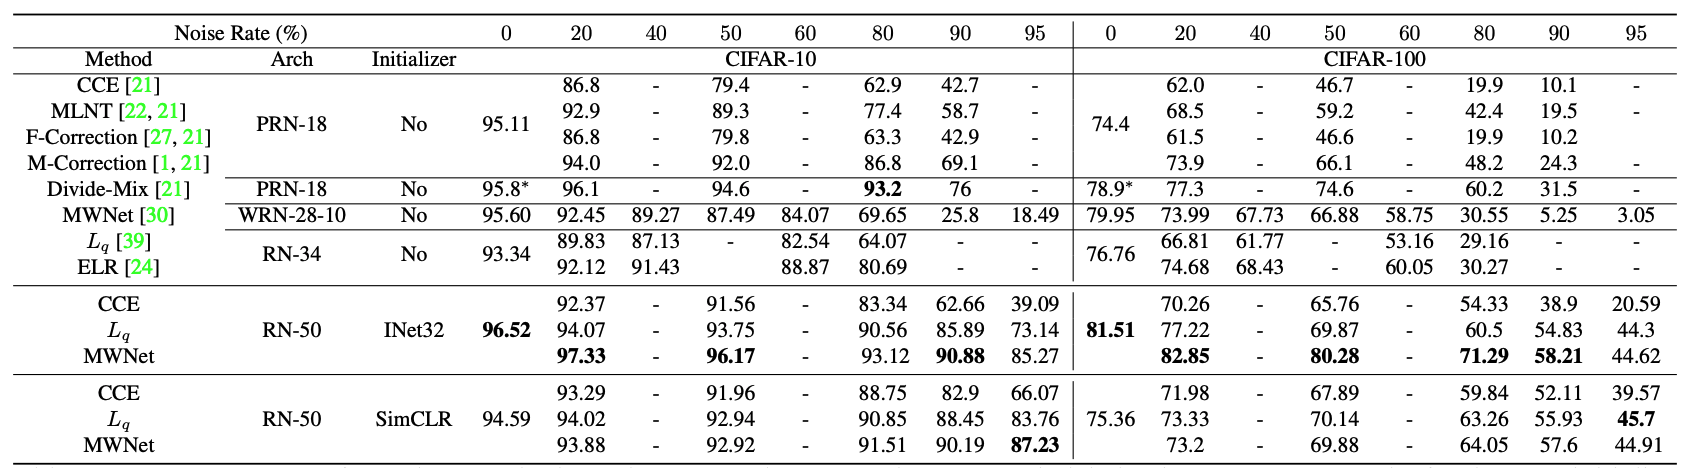 Noise Rate (%) 0 20 40 50 60 80 90 95 0 20 40 50 60 80 90 95
Method Arch Initializer CIFAR-10 CIFAR-100
CCE [21] 86.8 - 79.4 - 62.9 42.7 - 62.0 - 46.7 - 19.9 10.1 -
MLNT [22, 21] 92.9 - 89.3 - 77.4 58.7 - 68.5 - 59.2 - 42.4 19.5 -
PRN-18 No 95.11 74.4
F-Correction [27, 21] 86.8 - 79.8 - 63.3 42.9 - 61.5 - 46.6 - 19.9 10.2
M-Correction [1, 21] 94.0 - 92.0 - 86.8 69.1 - 73.9 - 66.1 - 48.2 24.3 -
Divide-Mix [21] PRN-18 No 95.8* 96.1 - 94.6 - 93.2 76 - 78.9* 77.3 - 74.6 - 60.2 31.5 -
MWNet [30] WRN-28-10 No 95.60 92.45 89.27 87.49 84.07 69.65 25.8 18.49 79.95 73.99 67.73 66.88 58.75 30.55 5.25 3.05
Lq [39] 89.83 87.13 - 82.54 64.07 - - 66.81 61.77 - 53.16 29.16 - -
RN-34 No 93.34 76.76
ELR [24] 92.12 91.43 88.87 80.69 - - 74.68 68.43 - 60.05 30.27 - -
CCE 92.37 - 91.56 - 83.34 62.66 39.09 70.26 - 65.76 - 54.33 38.9 20.59
Lq RN-50 INet32 96.52 94.07 - 93.75 - 90.56 85.89 73.14 81.51 77.22 - 69.87 - 60.5 54.83 44.3
MWNet 97.33 - 96.17 - 93.12 90.88 85.27 82.85 - 80.28 - 71.29 58.21 44.62
CCE 93.29 - 91.96 - 88.75 82.9 66.07 71.98 - 67.89 - 59.84 52.11 39.57
Lq RN-50 SimCLR 94.59 94.02 - 92.94 - 90.85 88.45 83.76 75.36 73.33 - 70.14 - 63.26 55.93 45.7
MWNet 93.88 - 92.92 - 91.51 90.19 87.23 73.2 - 69.88 - 64.05 57.6 44.91